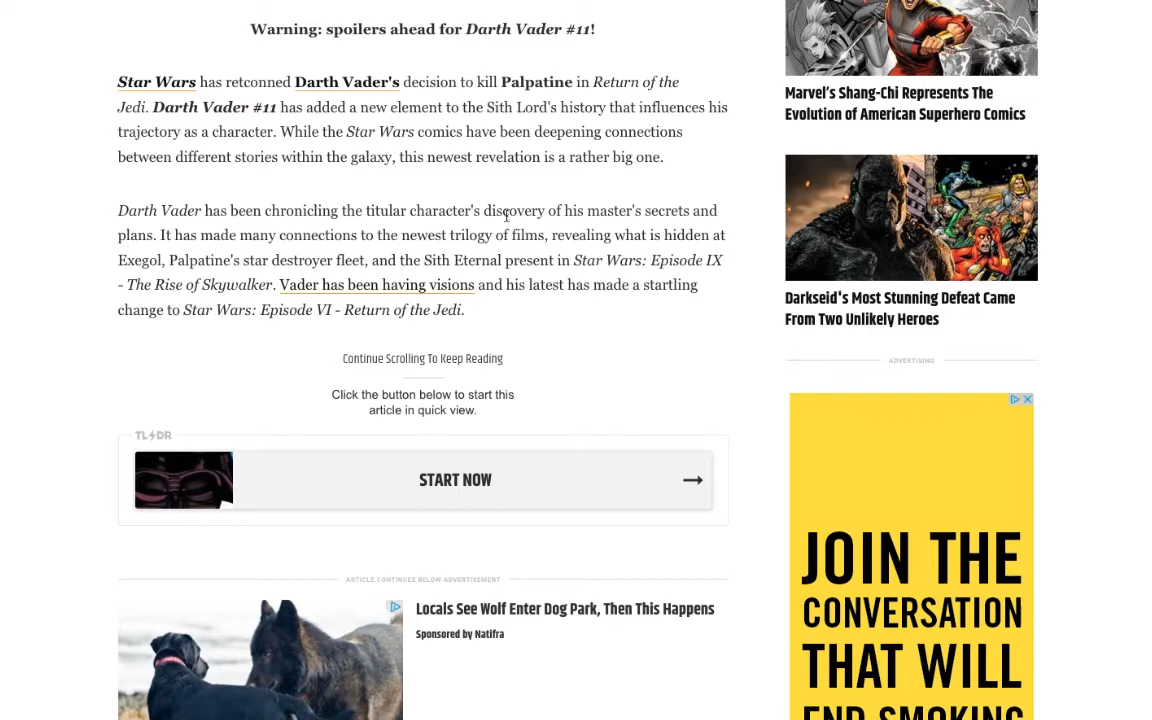 Warning: spoilers ahead for Darth Vader #11!
Star Wars has retconned Darth Vader's decision to kill Palpatine in Return of the
Jedi. Darth Vader #11 has added a new element to the Sith Lord's history that influences his
trajectory as a character. While the Star Wars comics have been deepening connections
between different stories within the galaxy, this newest revelation is a rather big one.
Darth Vader has been chronicling the titular character's discovery of his master's secrets and
plans. It has made many connections to the newest trilogy of films, revealing what is hidden at
Exegol, Palpatine's star destroyer fleet, and the Sith Eternal present in Star Wars: Episode IX
- The Rise of Skywalker. Vader has been having visions and his latest has made a startling
change to Star Wars: Episode VI - Return of the Jedi.
Continue Scrolling To Keep Reading
Click the button below to start this
article in quick view.
TL DR
START NOW
ARTICLE CONTINUES BELOW ADVERTISEMENT
Locals See Wolf Enter Dog Park, Then This Happens
Sponsored by Natifra
Marvel's Shang-Chi Represents The
Evolution of American Superhero Comics
Darkseid's Most Stunning Defeat Came
From Two Unlikely Heroes
ADVERTISING
JOIN THE
CONVERSATION
THAT WILL
END SMOKING